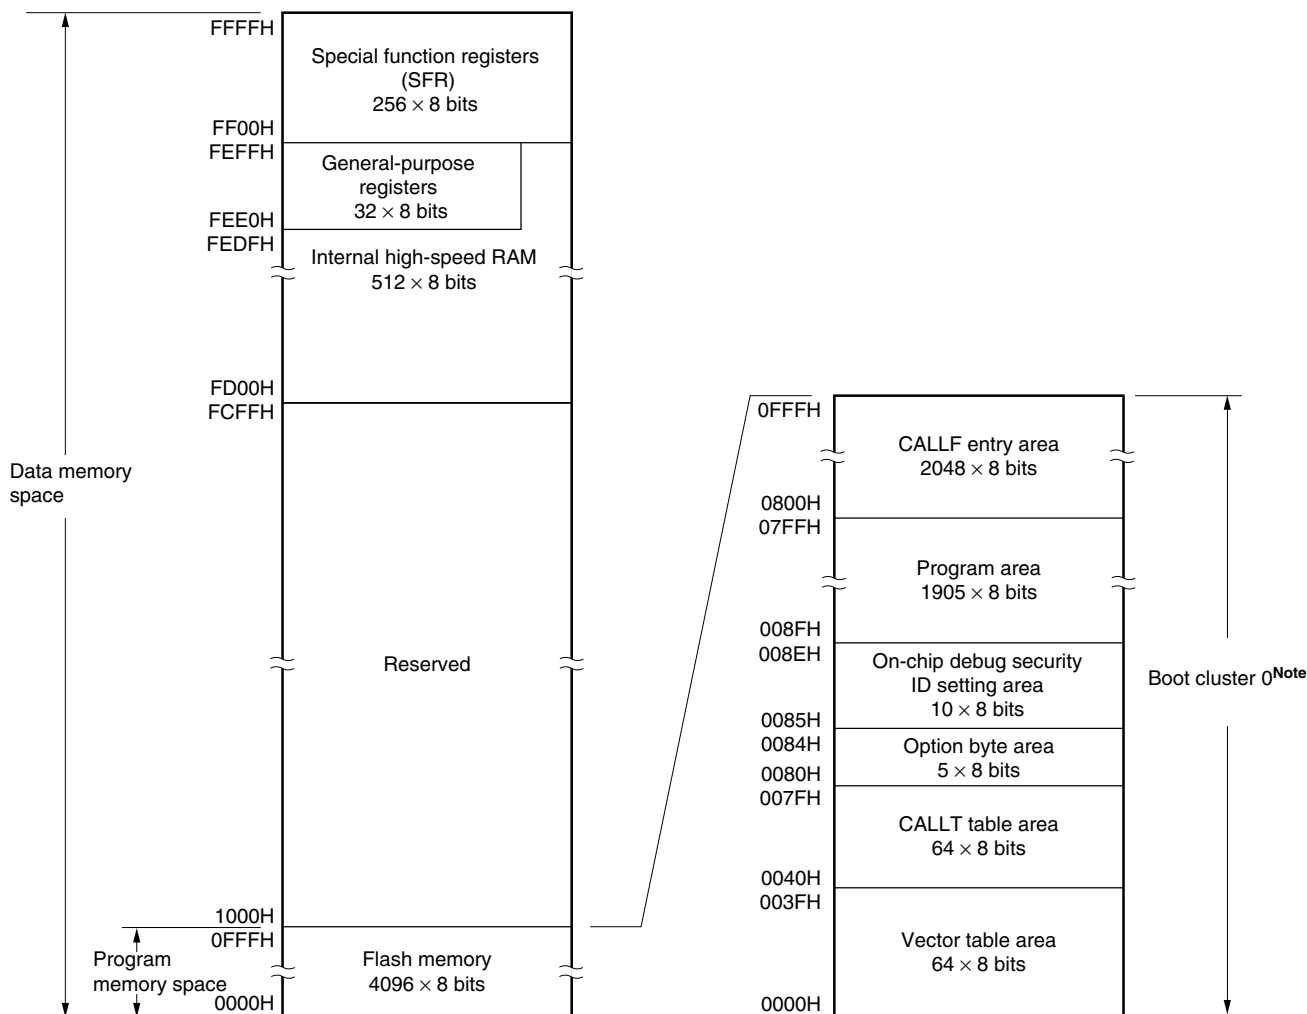 FFFFH
Special function registers
(SFR)
256 × 8 bits
FF00H
FEFFH
General-purpose
registers
32 × 8 bits
FEE0H
FEDFH
Internal high-speed RAM
512 × 8 bits
FD00H
FCFFH
Data memory
space
Reserved
1000H
0FFFH
Program
memory space
Flash memory
4096 × 8 bits
0000H
0FFFH
CALLF entry area
2048 × 8 bits
0800H
07FFH
Program area
1905 × 8 bits
008FH
008EH
On-chip debug security
ID setting area
10 × 8 bits
0085H
0084H
Option byte area
5 × 8 bits
0080H
007FH
CALLT table area
64 × 8 bits
0040H
003FH
Vector table area
64 × 8 bits
0000H
Boot cluster 0Note